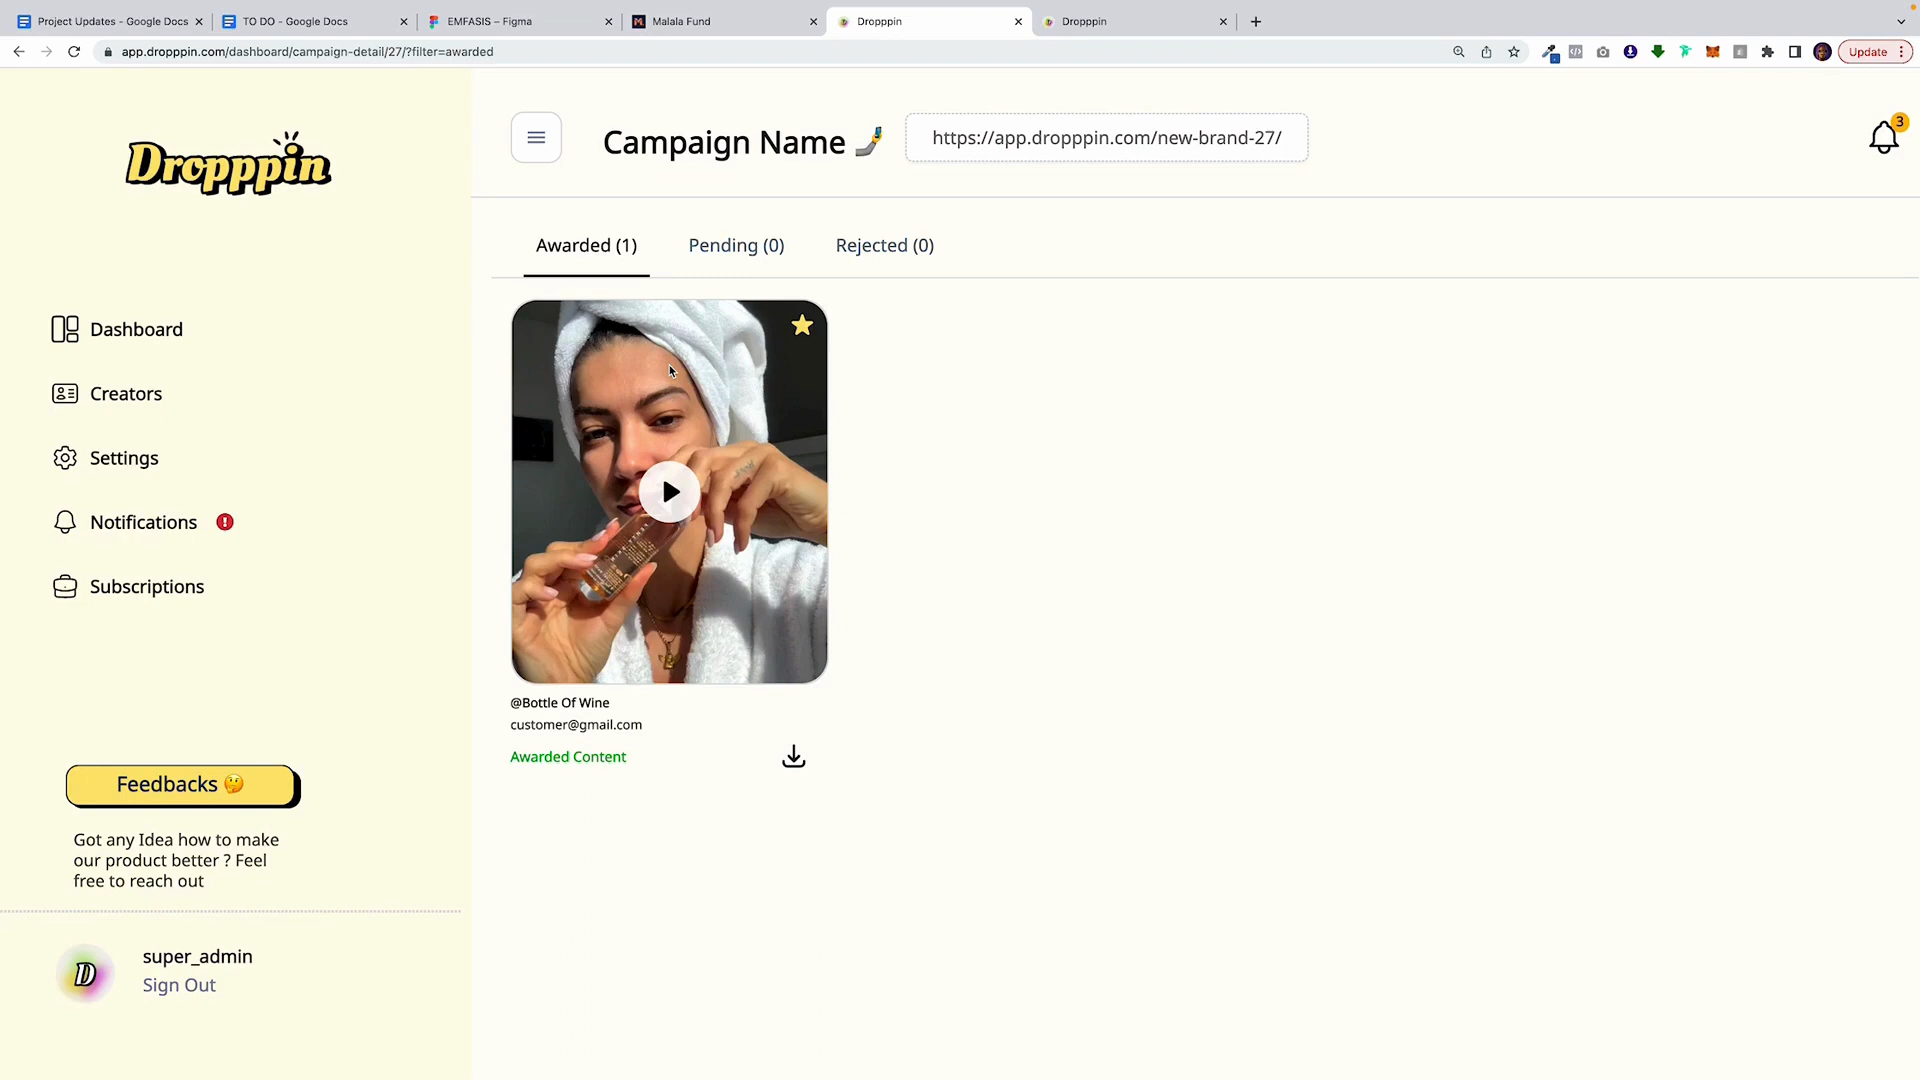 Project Updates - Google Docs
TO DO - Google Docs
EMFASIS – Figma
Malala Fund
Dropppin
Dropppin
app.dropppin.com/dashboard/campaign-detail/27/?filter=awarded
Update
Dropppin
Campaign Name 🤳
https://app.dropppin.com/new-brand-27/
3
Awarded (1)
Pending (0)
Rejected (0)
Dashboard
Creators
Settings
Notifications
Subscriptions
@Bottle Of Wine
customer@gmail.com
Awarded Content
Feedbacks 🤔
Got any Idea how to make
our product better ? Feel
free to reach out
D
super_admin
Sign Out